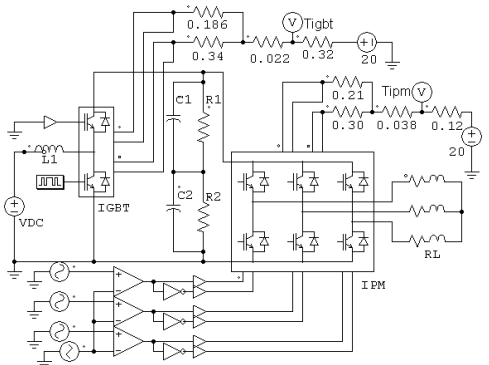 0.186
V
Tigbt
0.34
0.022
0.32
20
C1
R1
0.21
Tipm
V
0.30
0.038
0.12
20
L1
IGBT
C2
R2
VDC
RL
IPM